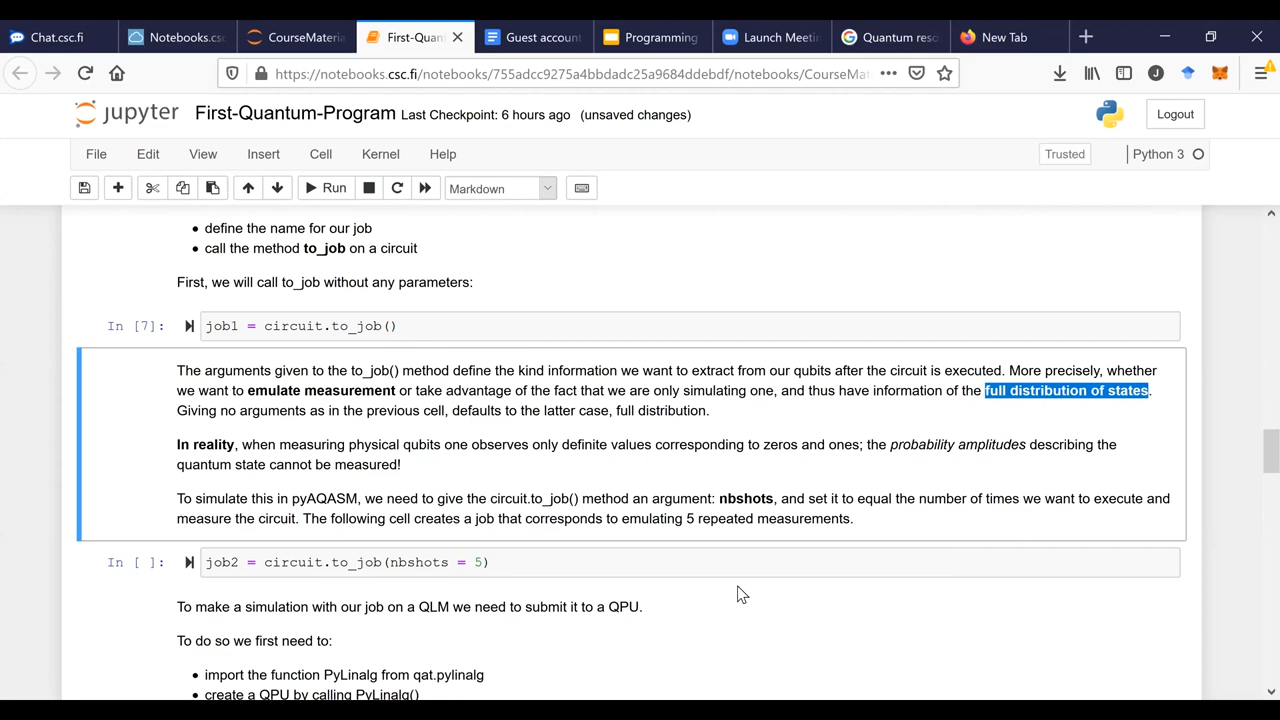 Chat.csc.fi
Notebooks.csc
CourseMateria
First-Quantum
Guest account
Programming
Launch Meeting
Quantum reso
New Tab
https://notebooks.csc.fi/notebooks/755adcc9275a4bbdadc25a9684ddebdf/notebooks/CourseMat
jupyter First-Quantum-Program Last Checkpoint: 6 hours ago (unsaved changes)
Logout
File Edit View Insert Cell Kernel Help
Trusted
Python 3
Run
Markdown
• define the name for our job
• call the method to_job on a circuit
First, we will call to_job without any parameters:
In [7]: job1 = circuit.to_job()
The arguments given to the to_job() method define the kind information we want to extract from our qubits after the circuit is executed. More precisely, whether
we want to emulate measurement or take advantage of the fact that we are only simulating one, and thus have information of the full distribution of states.
Giving no arguments as in the previous cell, defaults to the latter case, full distribution.
In reality, when measuring physical qubits one observes only definite values corresponding to zeros and ones; the probability amplitudes describing the
quantum state cannot be measured!
To simulate this in pyAQASM, we need to give the circuit.to_job() method an argument: nbshots, and set it to equal the number of times we want to execute and
measure the circuit. The following cell creates a job that corresponds to emulating 5 repeated measurements.
In [ ]: job2 = circuit.to_job(nbshots = 5)
To make a simulation with our job on a QLM we need to submit it to a QPU.
To do so we first need to:
• import the function PyLinalg from qat.pylinalg
• create a QPU by calling PyLinalg()